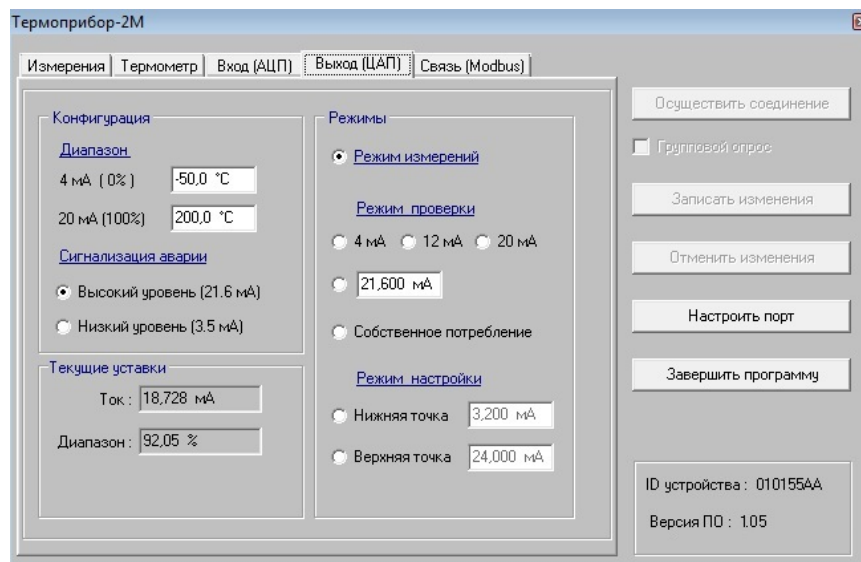 Термоприбор-2М
Измерения Термометр Вход (АЦП) Выход (ЦАП) Связь (Modbus)
Конфигурация
Диапазон
4 мА ( 0% ) -50,0 °C
20 мА (100%) 200,0 °C
Сигнализация аварии
Высокий уровень (21.6 мА)
Низкий уровень (3.5 мА)
Текущие уставки
Ток : 18,728 мА
Диапазон : 92,05 %
Режимы
Режим измерений
Режим проверки
4 мА 12 мА 20 мА
21,600 мА
Собственное потребление
Режим настройки
Нижняя точка 3,200 мА
Верхняя точка 24,000 мА
Осуществить соединение
Групповой опрос
Записать изменения
Отменить изменения
Настроить порт
Завершить программу
ID устройства : 010155AA
Версия ПО : 1.05